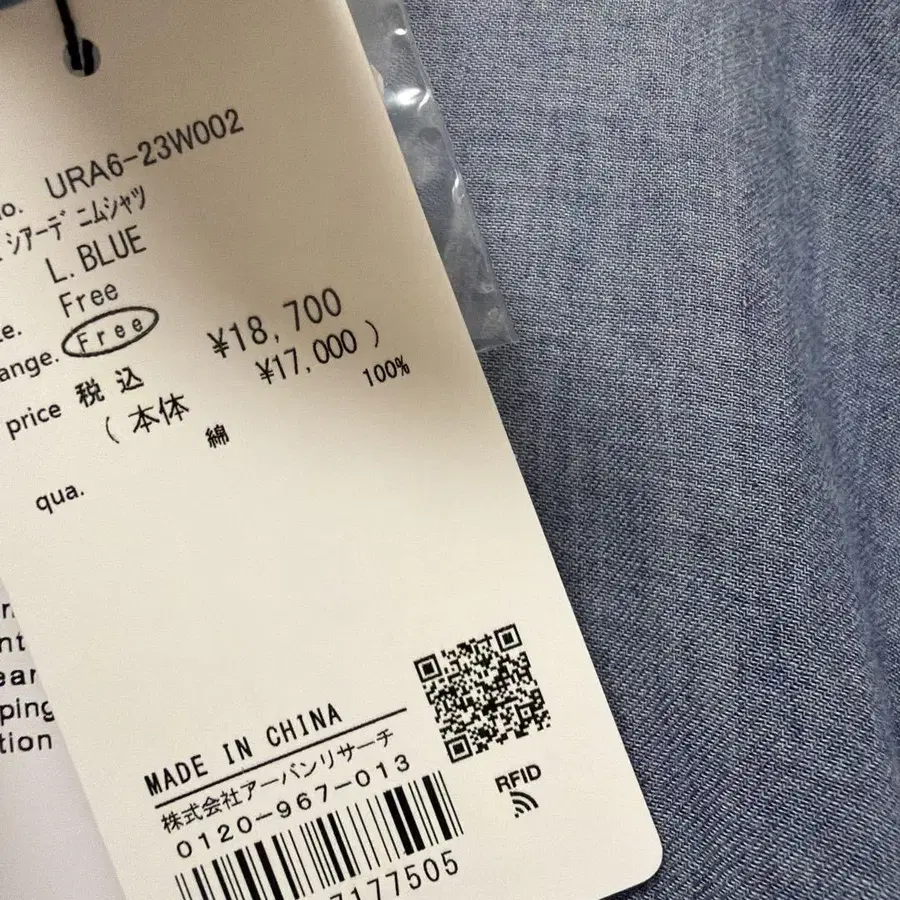 no. URA6-23W002
シアーデニムシャツ
L. BLUE
Free
ange. Free
price 税込 ¥18,700
( 本体 ¥17,000 )
綿 100%
qua.
MADE IN CHINA
株式会社アーバンリサーチ
0120-967-013
7177505
RFID
nt
ear
ping
tion